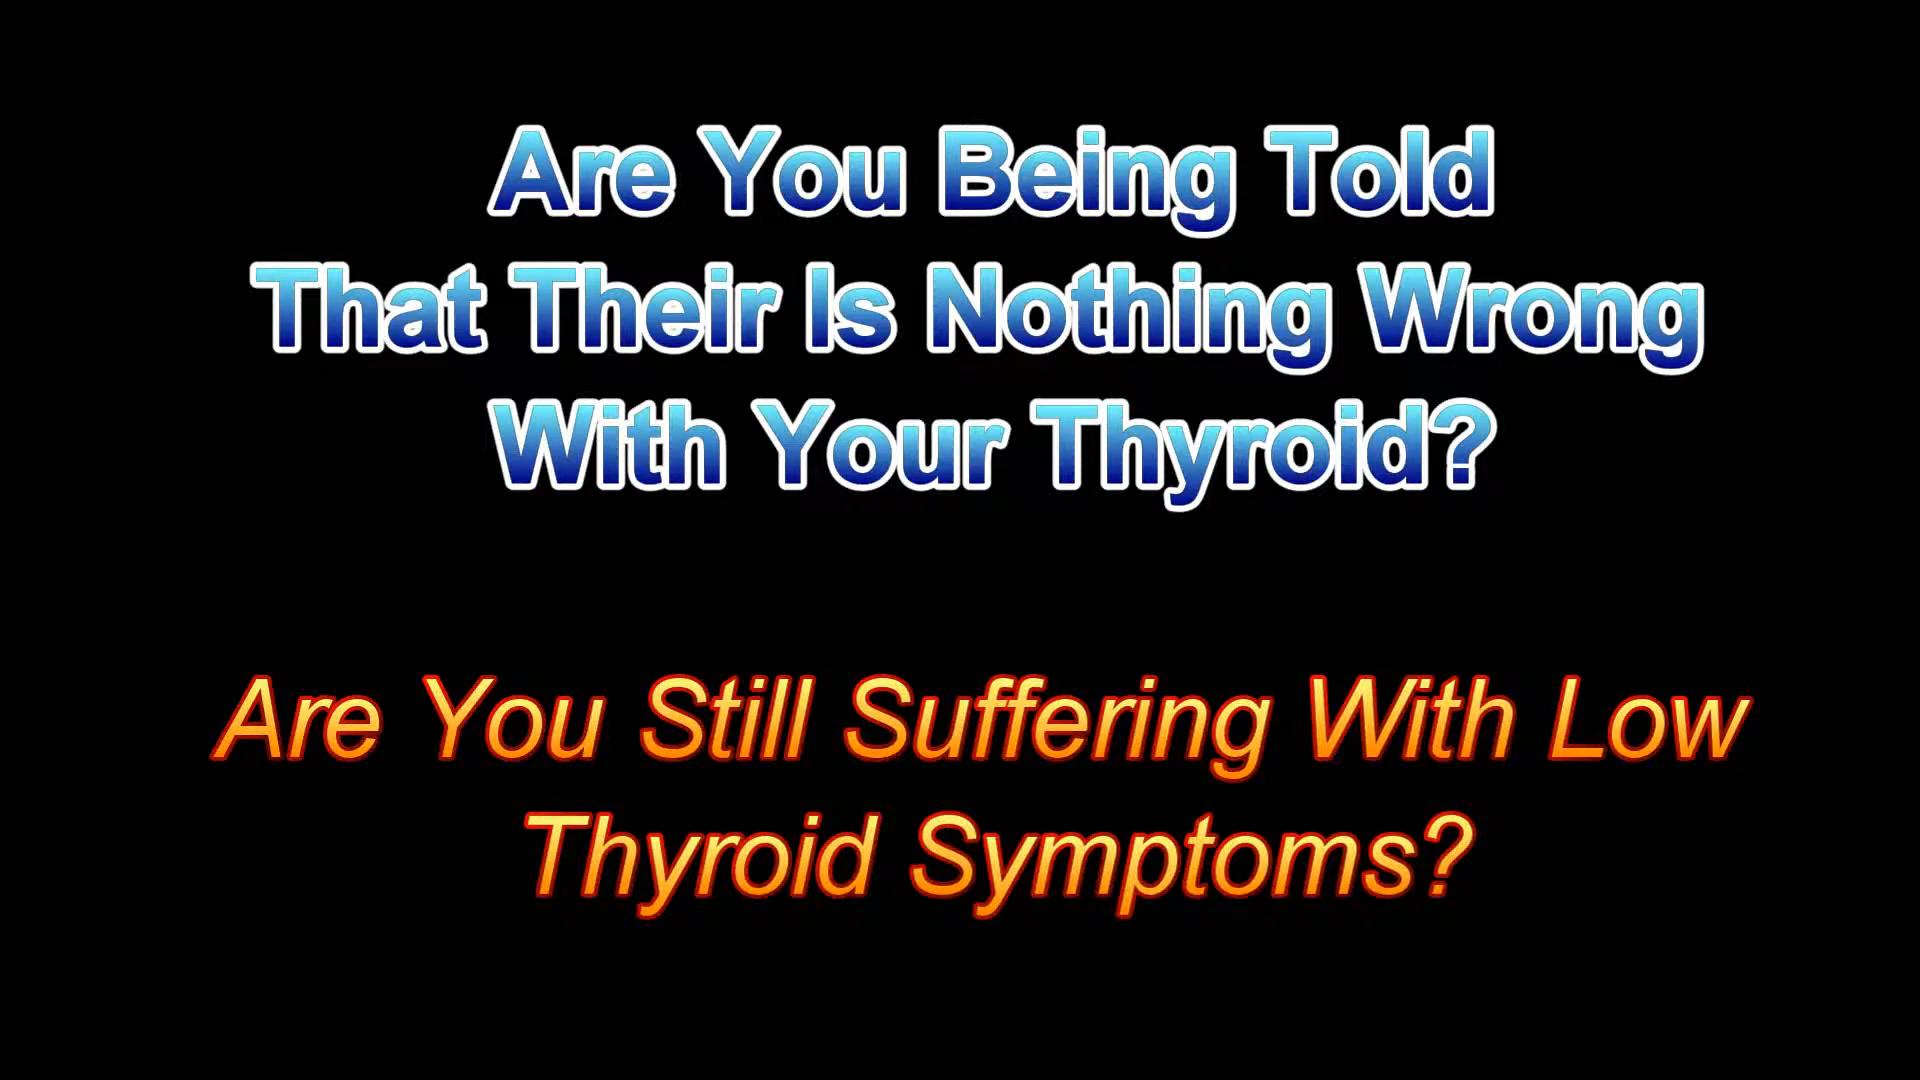 Are You Being Told
That Their Is Nothing Wrong
With Your Thyroid?
Are You Still Suffering With Low
Thyroid Symptoms?